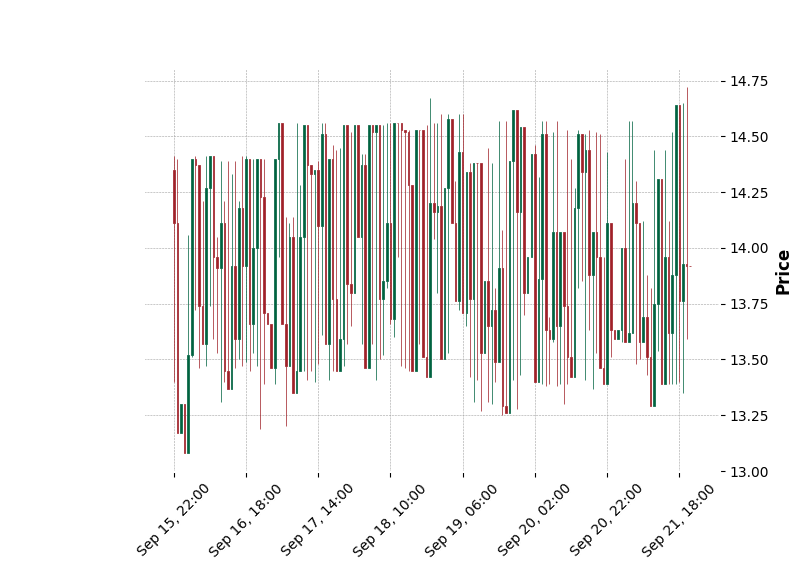 14.75
14.50
14.25
14.00
13.75
13.50
13.25
13.00
Price
Sep 15, 22:00
Sep 16, 18:00
Sep 17, 14:00
Sep 18, 10:00
Sep 19, 06:00
Sep 20, 02:00
Sep 20, 22:00
Sep 21, 18:00